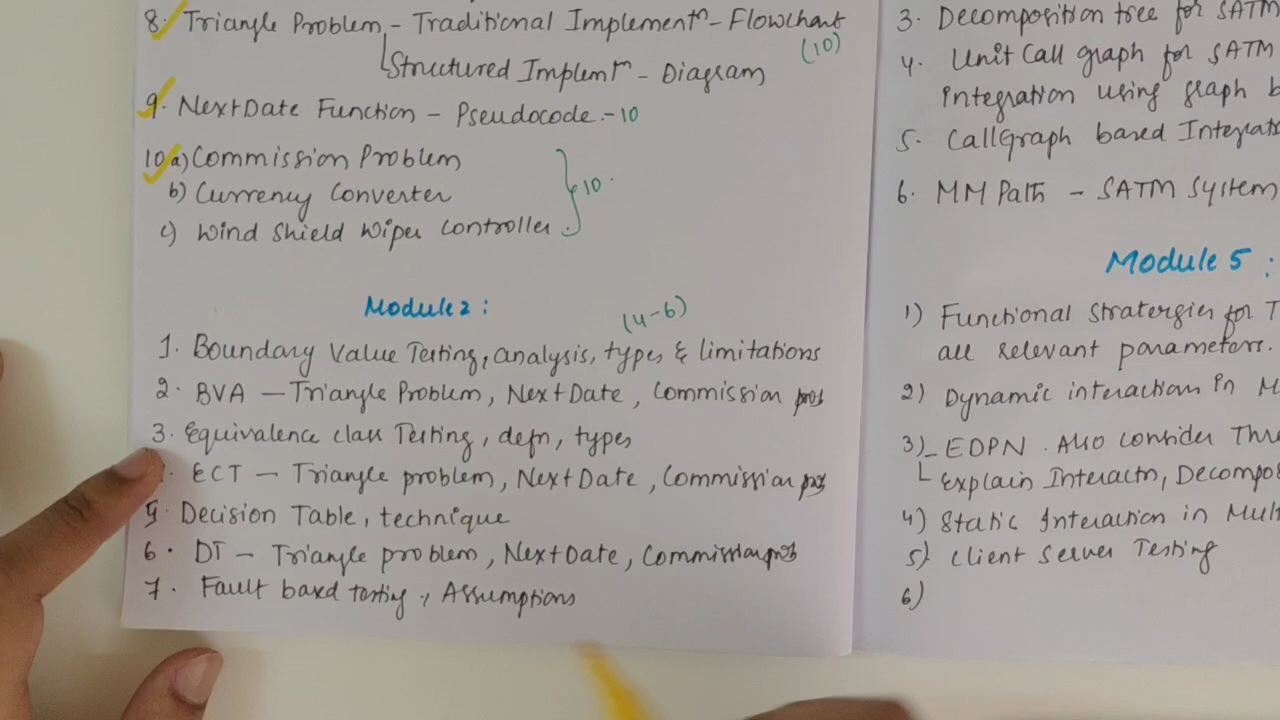 8. Triangle Problem - Traditional Implementⁿ - Flowchart
(10)
Structured Implemtⁿ - Diagram
9. NextDate Function - Pseudocode - 10
10 a) Commission Problem
b) Currency Converter
10.
c) Wind Shield Wiper Controller.
Module 2 :
(4-6)
1. Boundary Value Testing, analysis, types & limitations
2. BVA - Triangle Problem, NextDate, Commission prob
3. Equivalence class Testing, defn, types
ECT - Triangle problem, NextDate, Commission prob
5. Decision Table, technique
6. DT - Triangle problem, NextDate, Commission prob
7. Fault based testing, Assumptions
3. Decomposition tree for SATM
4. Unit Call graph for SATM
Integration using graph b
5. CallGraph based Integrat
6. MM Path - SATM System
Module 5 :
1) Functional Stratergies for T
all relevant parameters.
2) Dynamic interaction in M
3) EDPN. Also consider Thre
Explain Interactn, Decompos
4) Static Interaction in Mult
5) Client Server Testing
6)